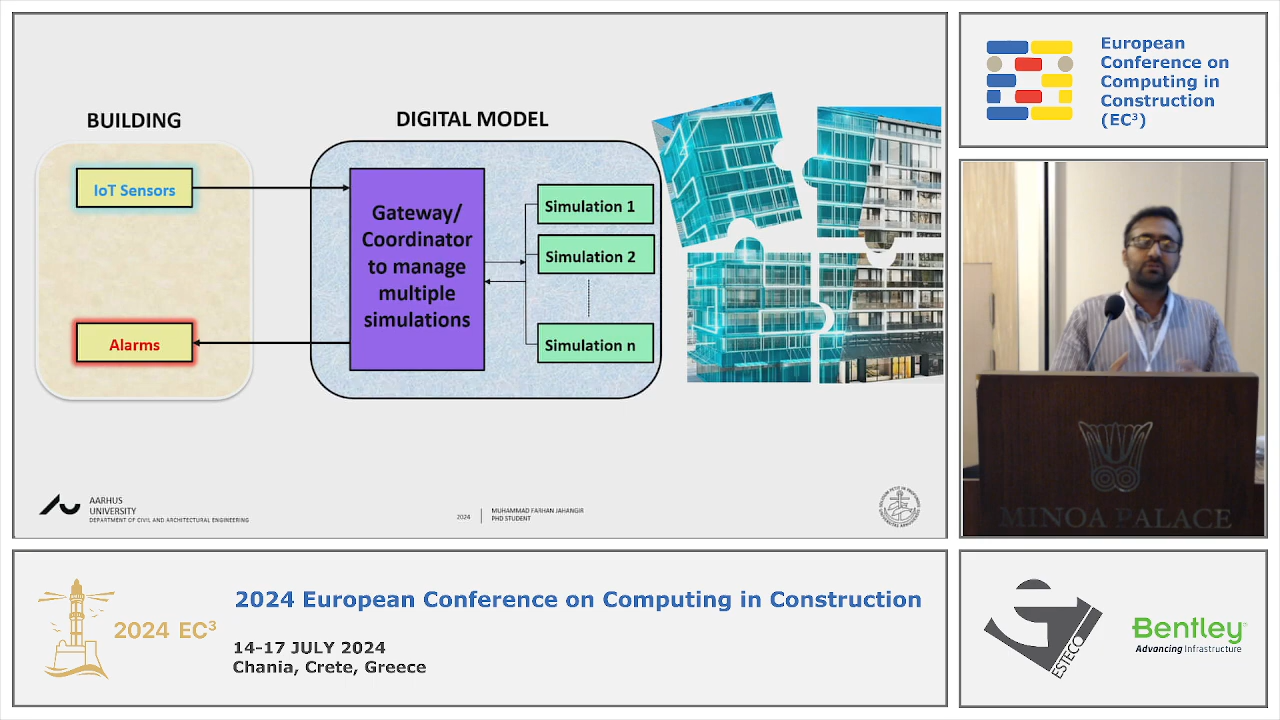 BUILDING
IoT Sensors
Alarms
DIGITAL MODEL
Gateway/
Coordinator
to manage
multiple
simulations
Simulation 1
Simulation 2
Simulation n
AARHUS
UNIVERSITY
DEPARTMENT OF CIVIL AND ARCHITECTURAL ENGINEERING
2024
MUHAMMAD FARHAN JAHANGIR
PHD STUDENT
European
Conference on
Computing in
Construction
(EC³)
MINOA PALACE
2024 EC³
2024 European Conference on Computing in Construction
14-17 JULY 2024
Chania, Crete, Greece
ESTECO
Bentley®
Advancing Infrastructure